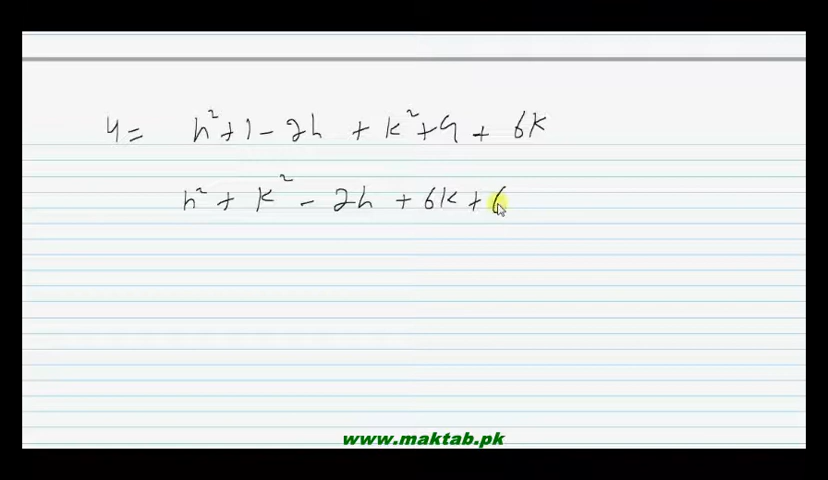 4 = h² + 1 - 2h + k² + 9 + 6k
h² + k² - 2h + 6k + 6
www.maktab.pk